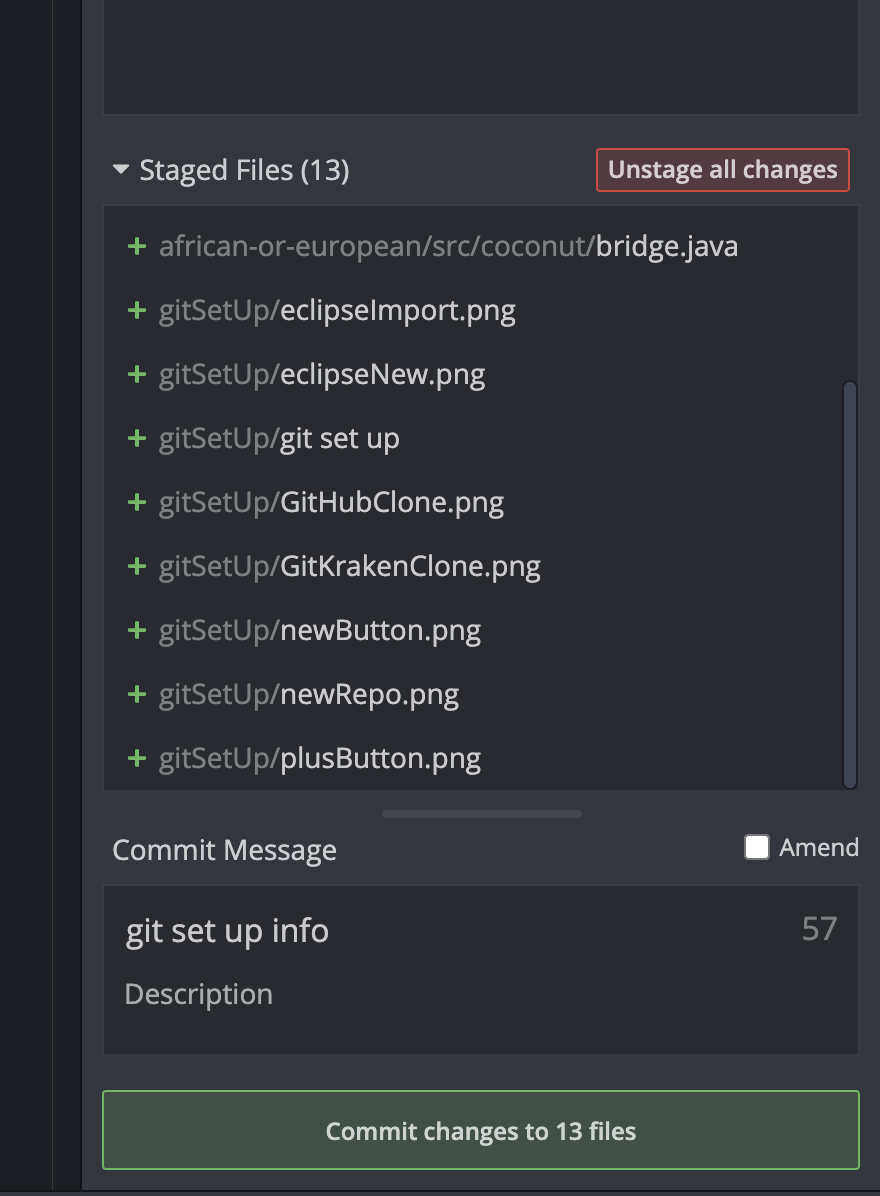 Staged Files (13)
Unstage all changes
+ african-or-european/src/coconut/bridge.java
+ gitSetUp/eclipseImport.png
+ gitSetUp/eclipseNew.png
+ gitSetUp/git set up
+ gitSetUp/GitHubClone.png
+ gitSetUp/GitKrakenClone.png
+ gitSetUp/newButton.png
+ gitSetUp/newRepo.png
+ gitSetUp/plusButton.png
Commit Message
Amend
git set up info
57
Description
Commit changes to 13 files